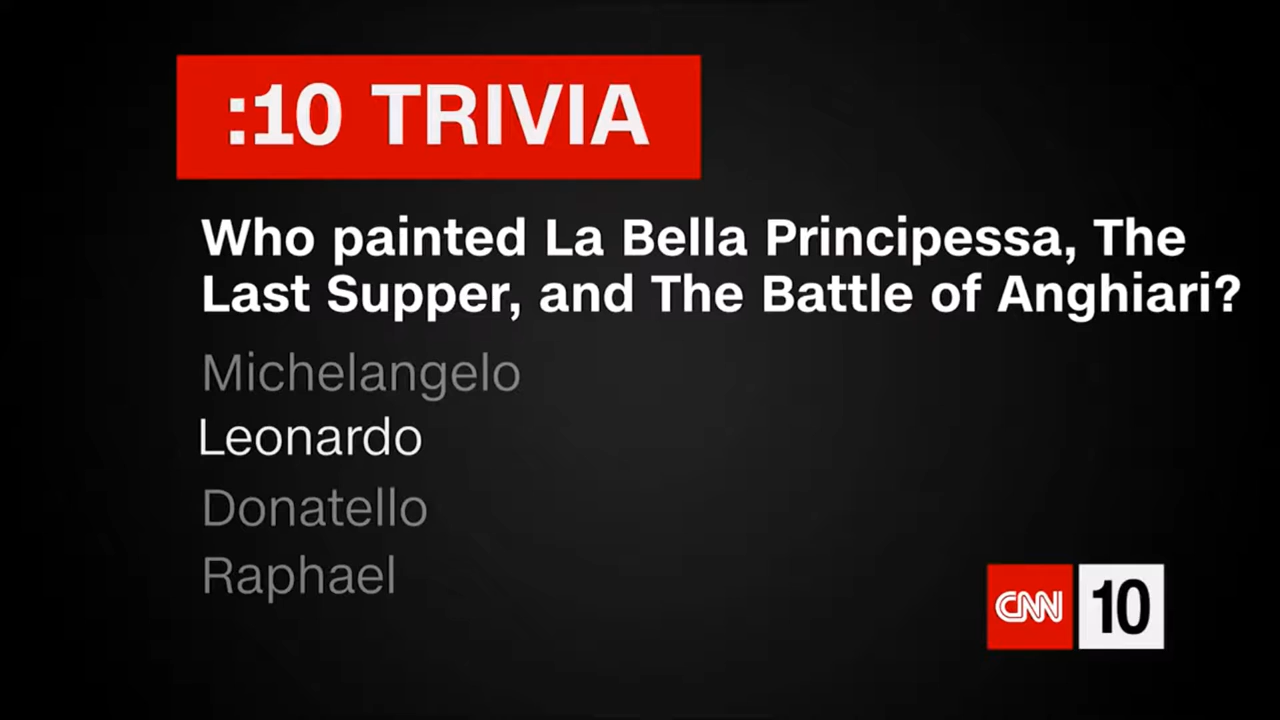 :10 TRIVIA
Who painted La Bella Principessa, The
Last Supper, and The Battle of Anghiari?
Michelangelo
Leonardo
Donatello
Raphael
CNN 10